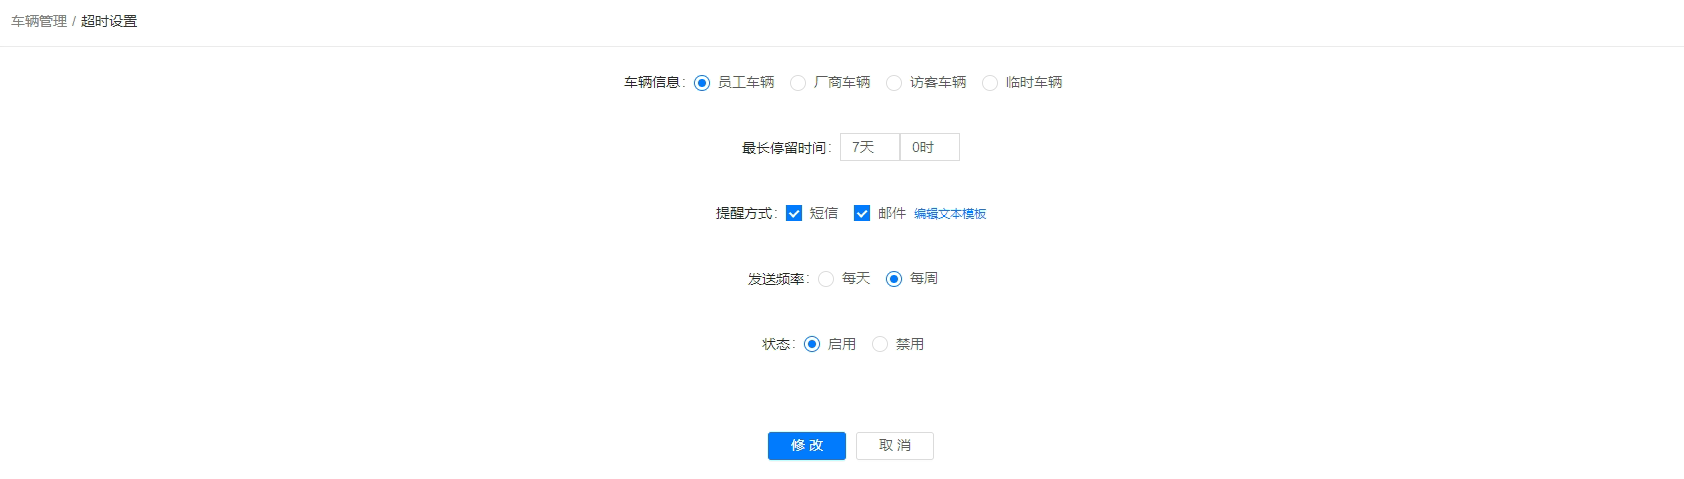 车辆管理 / 超时设置
车辆信息: 员工车辆 厂商车辆 访客车辆 临时车辆
最长停留时间: 7天 0时
提醒方式: 短信 邮件 编辑文本模板
发送频率: 每天 每周
状态: 启用 禁用
修 改 取 消